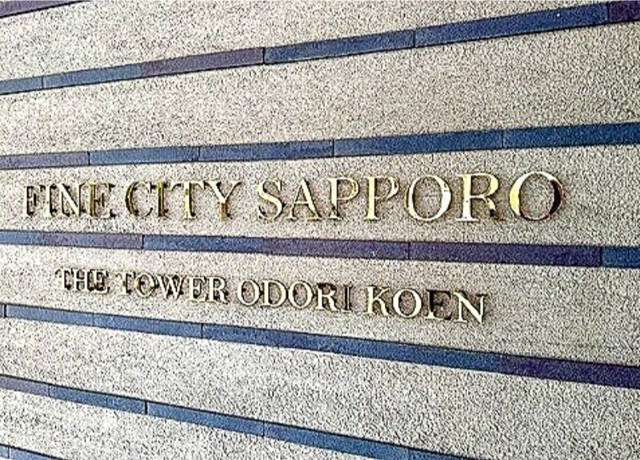 FINE CITY SAPPORO
THE TOWER ODORI KOEN